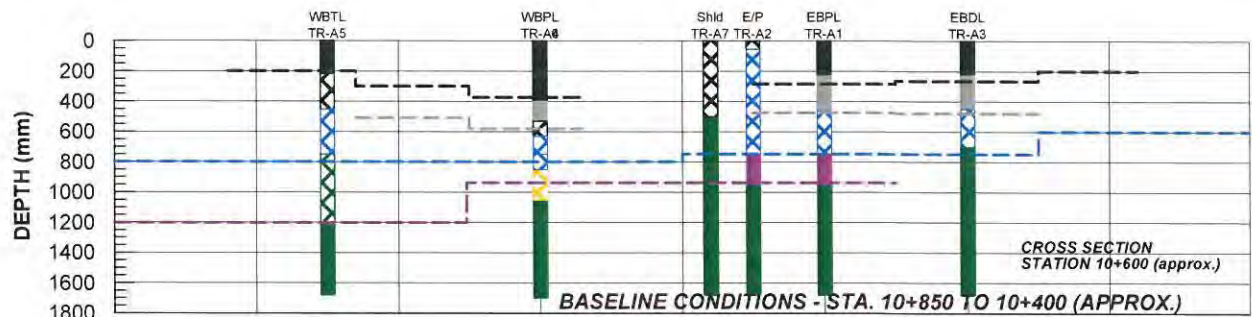 WBTL WBPL Shld E/P EBPL EBDL
TR-A5 TR-A7 TR-A2 TR-A1 TR-A3
0
200
400
600
800
1000
1200
1400
1600
1800
DEPTH (mm)
CROSS SECTION
STATION 10+600 (approx.)
BASELINE CONDITIONS - STA. 10+850 TO 10+400 (APPROX.)